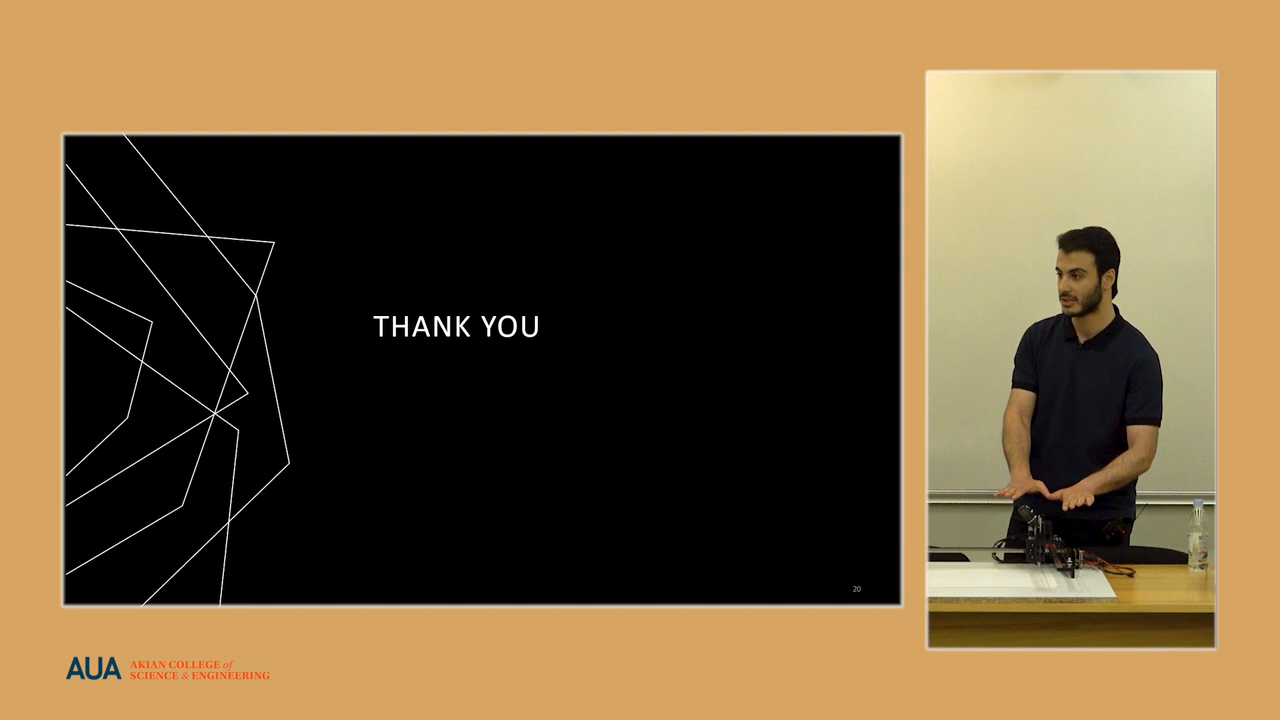 THANK YOU
20
AUA
AKIAN COLLEGE of
SCIENCE & ENGINEERING